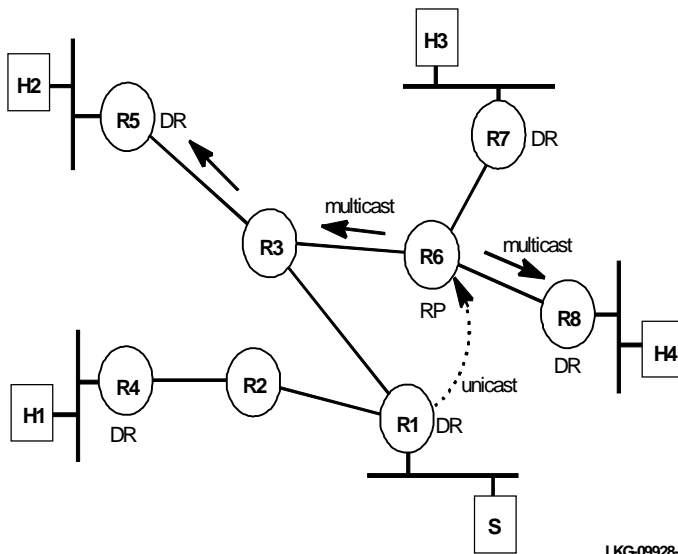 H3
H2
R5
DR
R7
DR
multicast
R3
R6
multicast
RP
R8
DR
H4
R4
R2
unicast
H1
DR
R1
DR
S
LKG-09928-